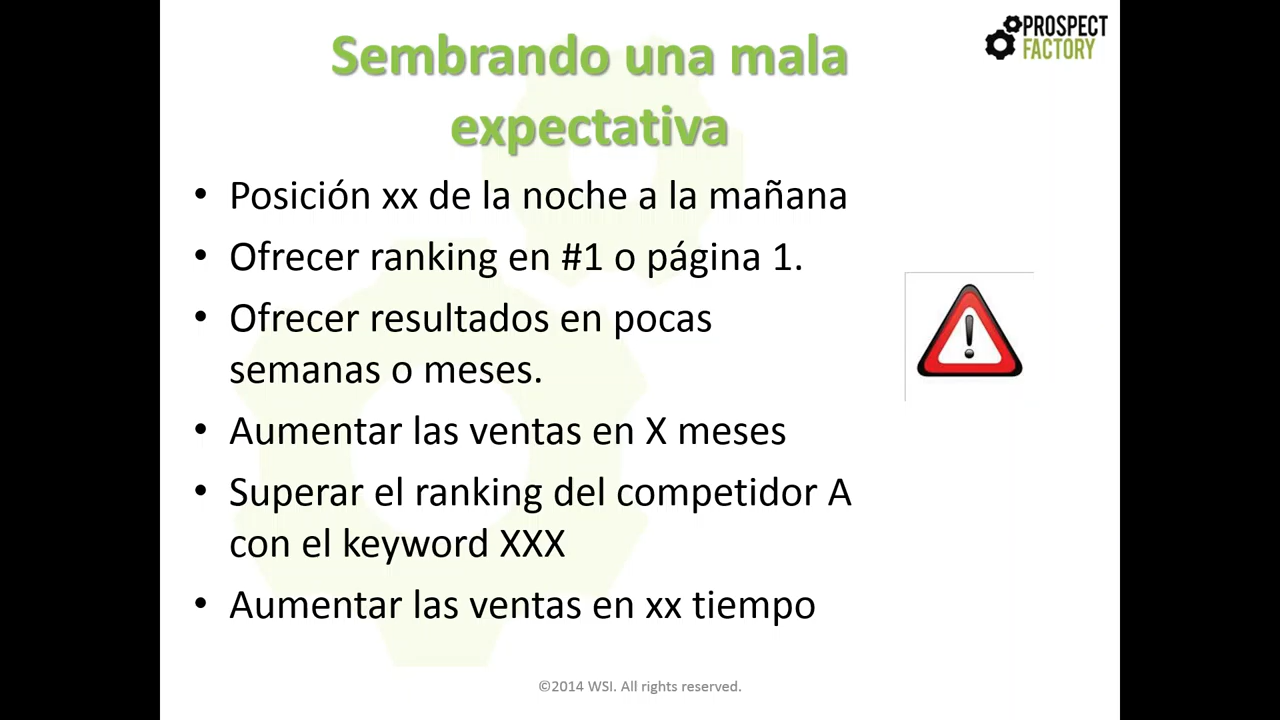 PROSPECT
FACTORY
Sembrando una mala
expectativa
• Posición xx de la noche a la mañana
• Ofrecer ranking en #1 o página 1.
• Ofrecer resultados en pocas
semanas o meses.
• Aumentar las ventas en X meses
• Superar el ranking del competidor A
con el keyword XXX
• Aumentar las ventas en xx tiempo
!
©2014 WSI. All rights reserved.